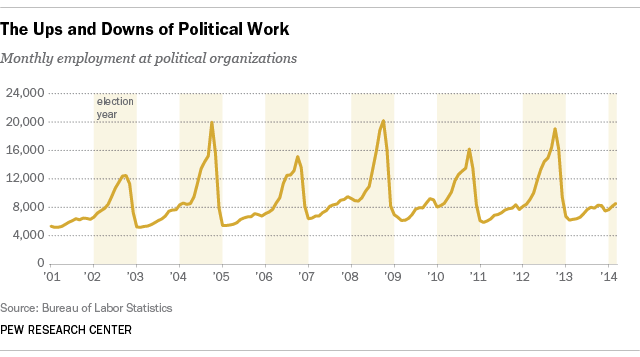 The Ups and Downs of Political Work
Monthly employment at political organizations
24,000
20,000
16,000
12,000
8,000
4,000
0
election
year
’01 ’02 ’03 ’04 ’05 ’06 ’07 ’08 ’09 ’10 ’11 ’12 ’13 ’14
Source: Bureau of Labor Statistics
PEW RESEARCH CENTER